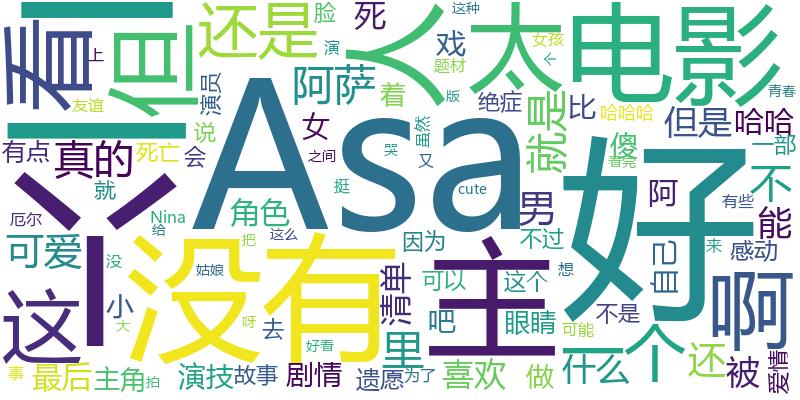 看 但 还是 脸 死 戏 这种 女孩 题材 ← 青春
上 友谊 演员 演 人 太 电影
阿萨 着 绝症 比 版 哈哈哈 但是 哈哈
有点 真的 死亡 说 会 女 虽然 又 哭 就是 傻 一部
就 Asa 好 不 能 阿
厄尔 Nina 给 角色 之间 挺 cute 男 有些
可爱 没 把 这么 因为 不过 想 来 感动
这 小 大 没有 姑娘 清单 可以 主 这个 自己 啊
呀 去 好看 里 吧 眼睛 可能 不是 个
事 最后 主角 拍 演技 故事 剧情 遗愿 为了 喜欢 做 什么 还 被 爱情
一
一